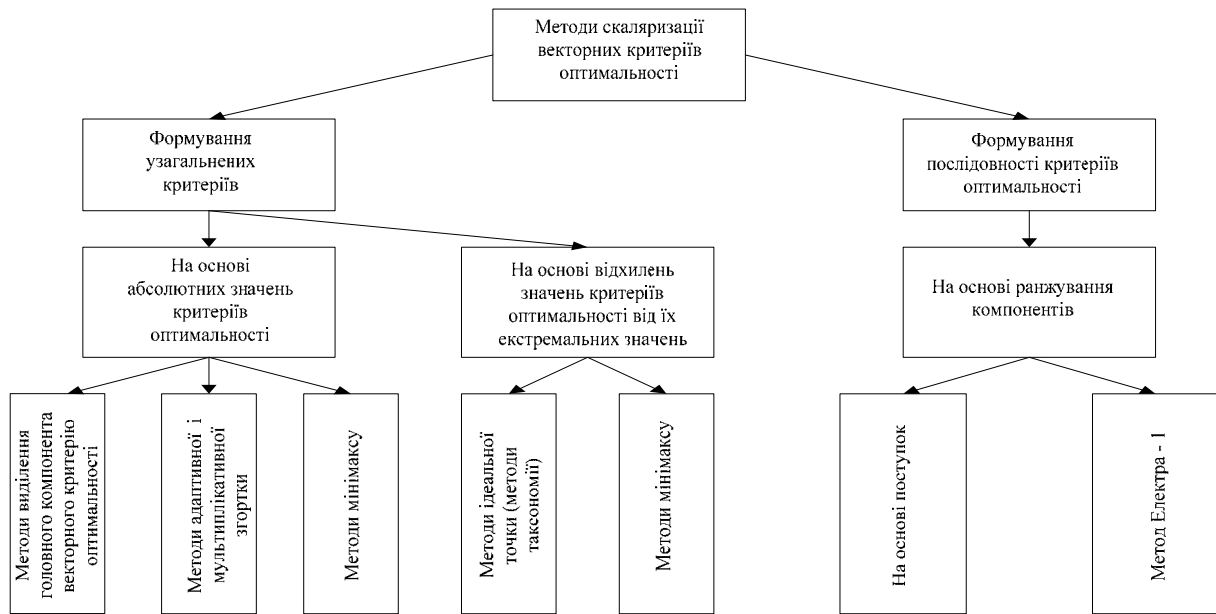 Методи скаляризації
векторних критеріїв
оптимальності
Формування
узагальнених
критеріїв
Формування
послідовності критеріїв
оптимальності
На основі
абсолютних значень
критеріїв
оптимальності
На основі відхилень
значень критеріїв
оптимальності від їх
екстремальних значень
На основі ранжування
компонентів
Методи виділення
головного компонента
векторного критерію
оптимальності
Методи адаптивної і
мультиплікативної
згортки
Методи мінімаксу
Методи ідеальної
точки (методи
таксономії)
Методи мінімаксу
На основі поступок
Метод Електра - 1